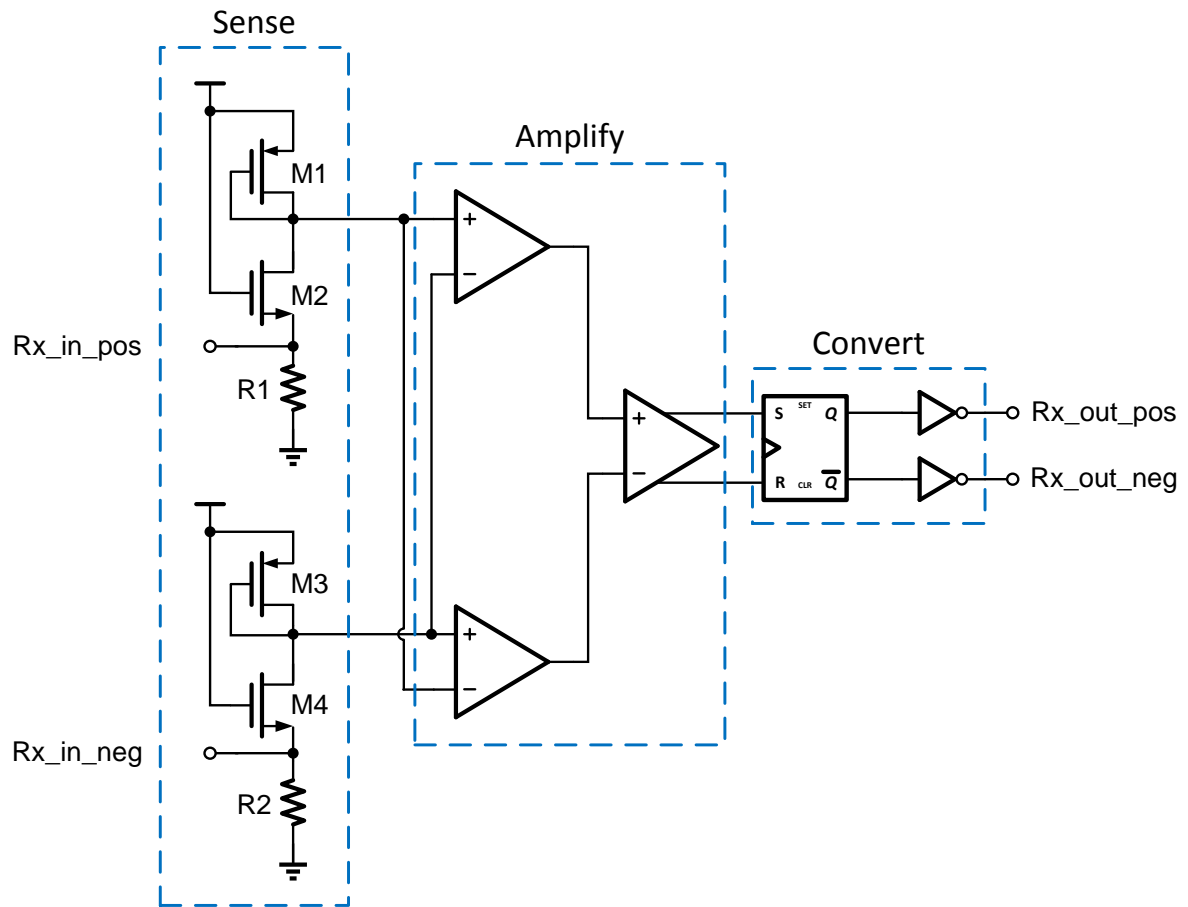 Sense
M1
M2
Rx_in_pos
R1
M3
M4
Rx_in_neg
R2
Amplify
+
−
+
−
+
−
Convert
S SET Q
R CLR Q̅
Rx_out_pos
Rx_out_neg